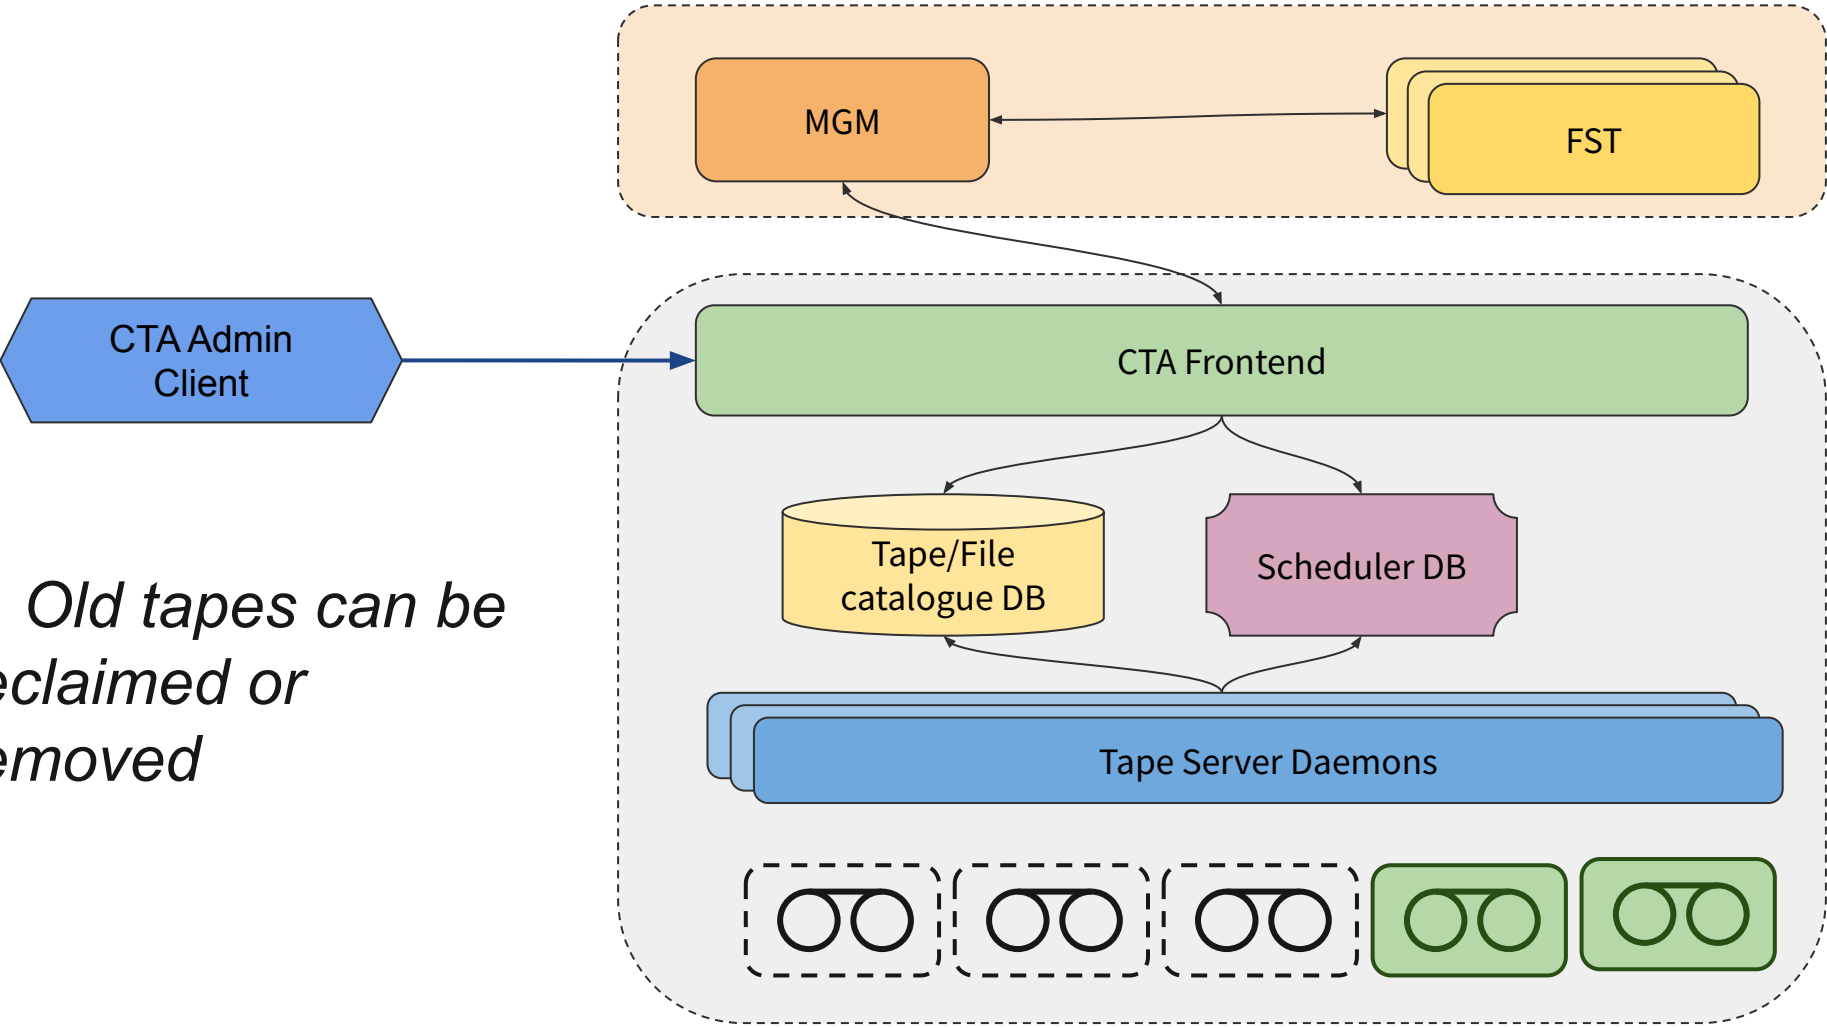 MGM
FST
CTA Admin
Client
CTA Frontend
Tape/File
catalogue DB
Scheduler DB
Old tapes can be
eclaimed or
emoved
Tape Server Daemons